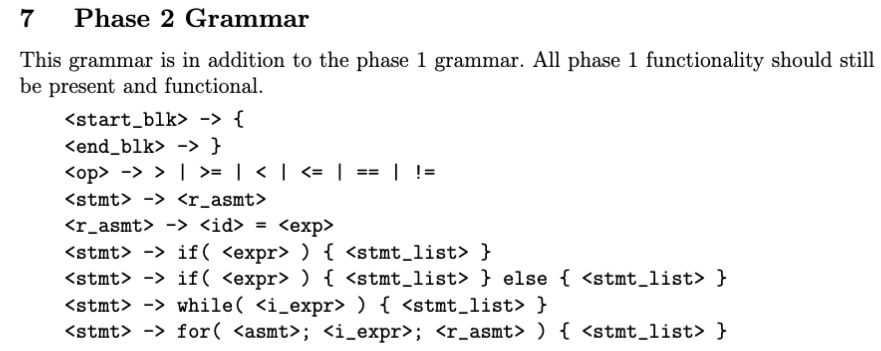 7 Phase 2 Grammar
This grammar is in addition to the phase 1 grammar. All phase 1 functionality should still
be present and functional.
<start_blk> -> {
<end_blk> -> }
<op> -> > | >= | < | <= | == | !=
<stmt> -> <r_asmt>
<r_asmt> -> <id> = <exp>
<stmt> -> if( <expr> ) { <stmt_list> }
<stmt> -> if( <expr> ) { <stmt_list> } else { <stmt_list> }
<stmt> -> while( <i_expr> ) { <stmt_list> }
<stmt> -> for( <asmt>; <i_expr>; <r_asmt> ) { <stmt_list> }